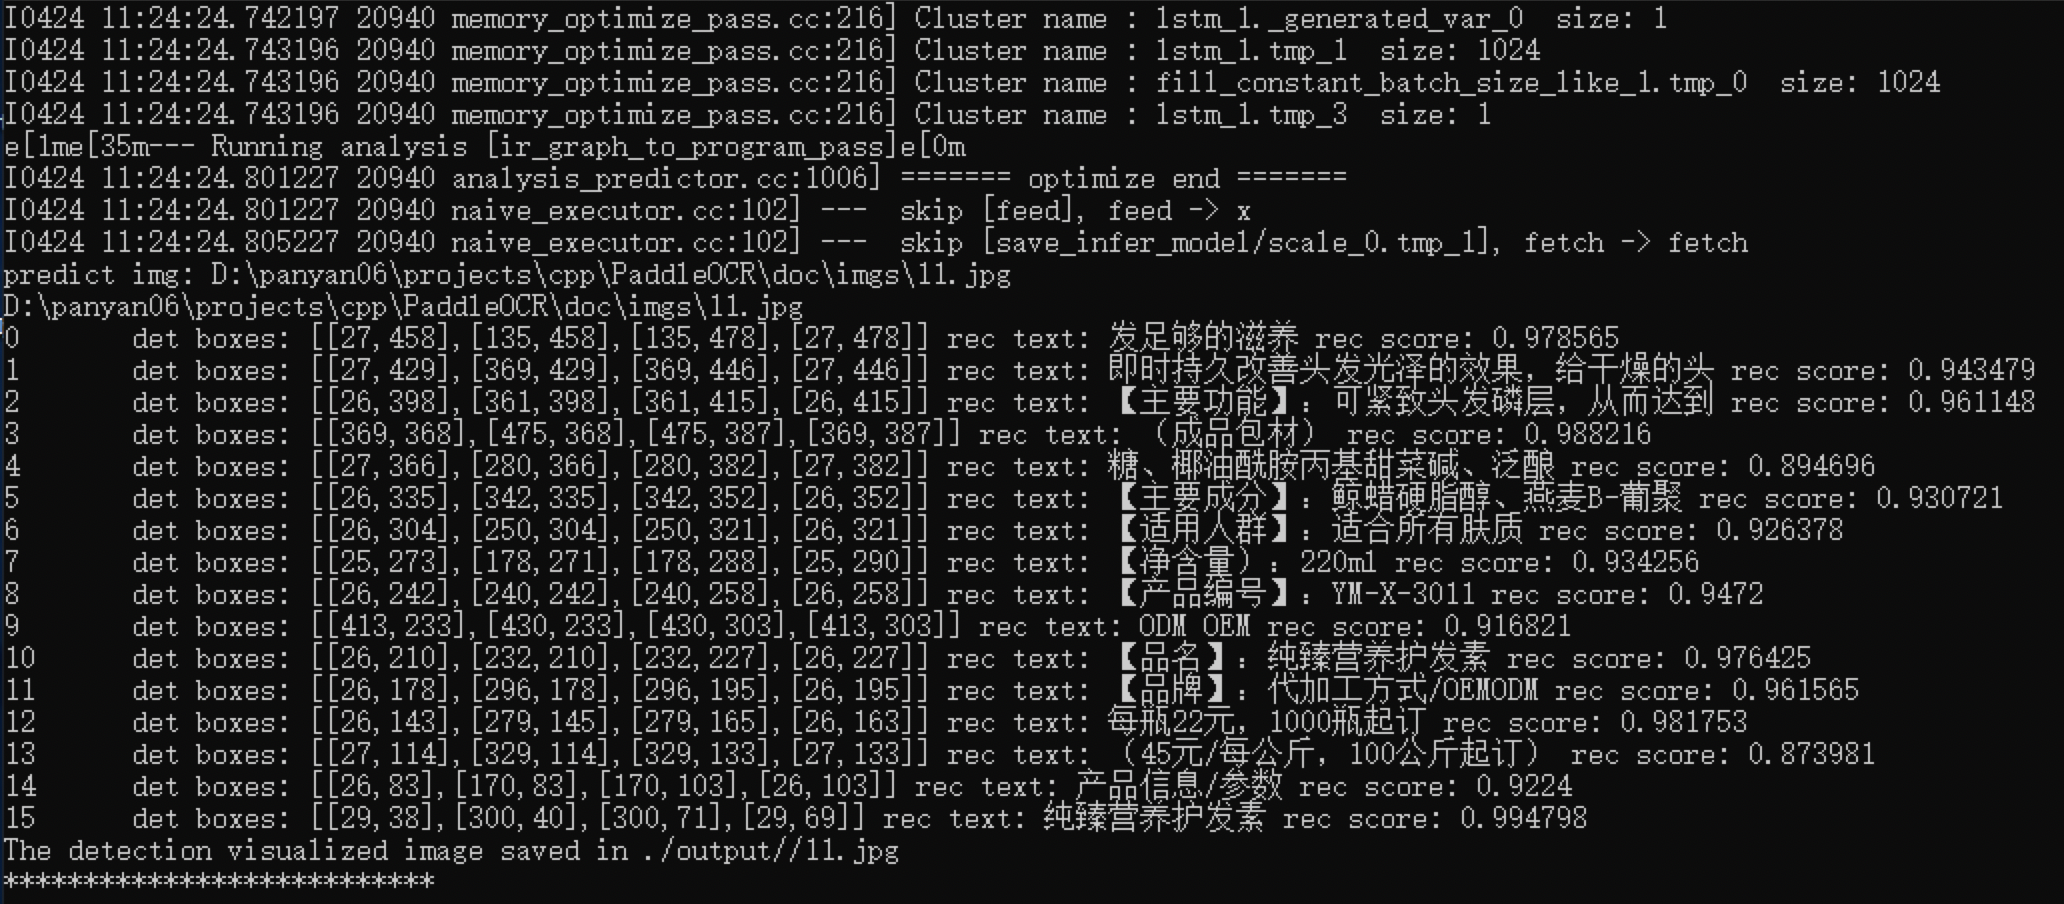 I0424 11:24:24.742197 20940 memory_optimize_pass.cc:216] Cluster name : lstm_1._generated_var_0  size: 1
I0424 11:24:24.743196 20940 memory_optimize_pass.cc:216] Cluster name : lstm_1.tmp_1  size: 1024
I0424 11:24:24.743196 20940 memory_optimize_pass.cc:216] Cluster name : fill_constant_batch_size_like_1.tmp_0  size: 1024
I0424 11:24:24.743196 20940 memory_optimize_pass.cc:216] Cluster name : lstm_1.tmp_3  size: 1
e[1me[35m--- Running analysis [ir_graph_to_program_pass]e[0m
I0424 11:24:24.801227 20940 analysis_predictor.cc:1006] ======= optimize end =======
I0424 11:24:24.801227 20940 naive_executor.cc:102] ---  skip [feed], feed -> x
I0424 11:24:24.805227 20940 naive_executor.cc:102] ---  skip [save_infer_model/scale_0.tmp_1], fetch -> fetch
predict img: D:\panyan06\projects\cpp\PaddleOCR\doc\imgs\11.jpg
D:\panyan06\projects\cpp\PaddleOCR\doc\imgs\11.jpg
0       det boxes: [[27,458],[135,458],[135,478],[27,478]] rec text: 发足够的滋养 rec score: 0.978565
1       det boxes: [[27,429],[369,429],[369,446],[27,446]] rec text: 即时持久改善头发光泽的效果，给干燥的头 rec score: 0.943479
2       det boxes: [[26,398],[361,398],[361,415],[26,415]] rec text: 【主要功能】：可紧致头发磷层，从而达到 rec score: 0.961148
3       det boxes: [[369,368],[475,368],[475,387],[369,387]] rec text: （成品包材） rec score: 0.988216
4       det boxes: [[27,366],[280,366],[280,382],[27,382]] rec text: 糖、椰油酰胺丙基甜菜碱、泛酿 rec score: 0.894696
5       det boxes: [[26,335],[342,335],[342,352],[26,352]] rec text: 【主要成分】：鲸蜡硬脂醇、燕麦B-葡聚 rec score: 0.930721
6       det boxes: [[26,304],[250,304],[250,321],[26,321]] rec text: 【适用人群】：适合所有肤质 rec score: 0.926378
7       det boxes: [[25,273],[178,271],[178,288],[25,290]] rec text: 【净含量）：220ml rec score: 0.934256
8       det boxes: [[26,242],[240,242],[240,258],[26,258]] rec text: 【产品编号】：YM-X-3011 rec score: 0.9472
9       det boxes: [[413,233],[430,233],[430,303],[413,303]] rec text: ODM OEM rec score: 0.916821
10      det boxes: [[26,210],[232,210],[232,227],[26,227]] rec text: 【品名】：纯臻营养护发素 rec score: 0.976425
11      det boxes: [[26,178],[296,178],[296,195],[26,195]] rec text: 【品牌】：代加工方式/OEMODM rec score: 0.961565
12      det boxes: [[26,143],[279,145],[279,165],[26,163]] rec text: 每瓶22元，1000瓶起订 rec score: 0.981753
13      det boxes: [[27,114],[329,114],[329,133],[27,133]] rec text: （45元/每公斤，100公斤起订） rec score: 0.873981
14      det boxes: [[26,83],[170,83],[170,103],[26,103]] rec text: 产品信息/参数 rec score: 0.9224
15      det boxes: [[29,38],[300,40],[300,71],[29,69]] rec text: 纯臻营养护发素 rec score: 0.994798
The detection visualized image saved in ./output//11.jpg
***************************